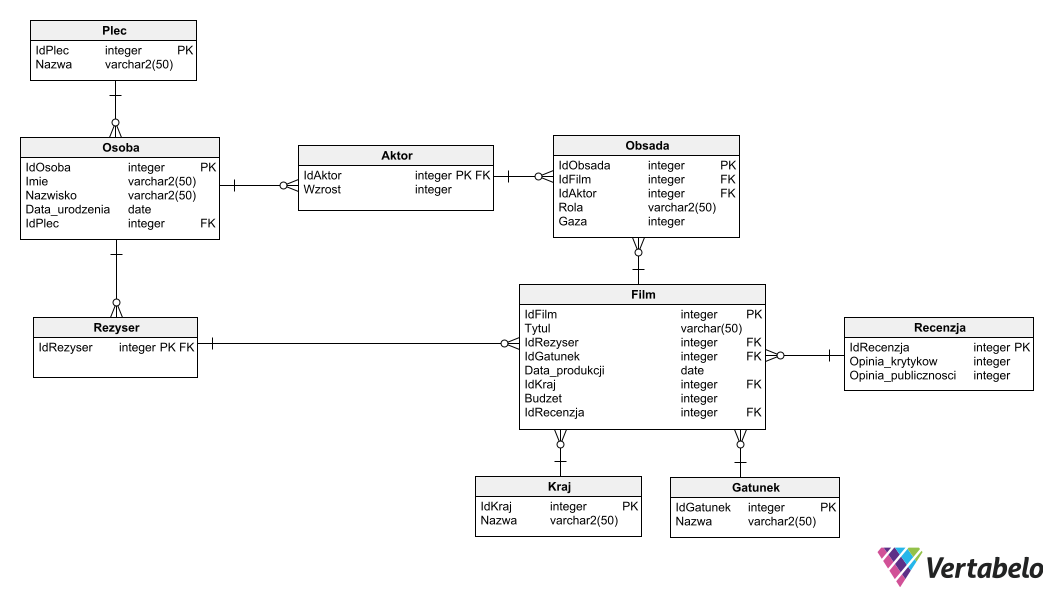 Plec
IdPlec integer PK
Nazwa varchar2(50)
Osoba
IdOsoba integer PK
Imie varchar2(50)
Nazwisko varchar2(50)
Data_urodzenia date
IdPlec integer FK
Aktor
IdAktor integer PK FK
Wzrost integer
Obsada
IdObsada integer PK
IdFilm integer FK
IdAktor integer FK
Rola varchar2(50)
Gaza integer
Rezyser
IdRezyser integer PK FK
Film
IdFilm integer PK
Tytul varchar(50)
IdRezyser integer FK
IdGatunek integer FK
Data_produkcji date
IdKraj integer FK
Budzet integer
IdRecenzja integer FK
Recenzja
IdRecenzja integer PK
Opinia_krytykow integer
Opinia_publicznosci integer
Kraj
IdKraj integer PK
Nazwa varchar2(50)
Gatunek
IdGatunek integer PK
Nazwa varchar2(50)
Vertabelo